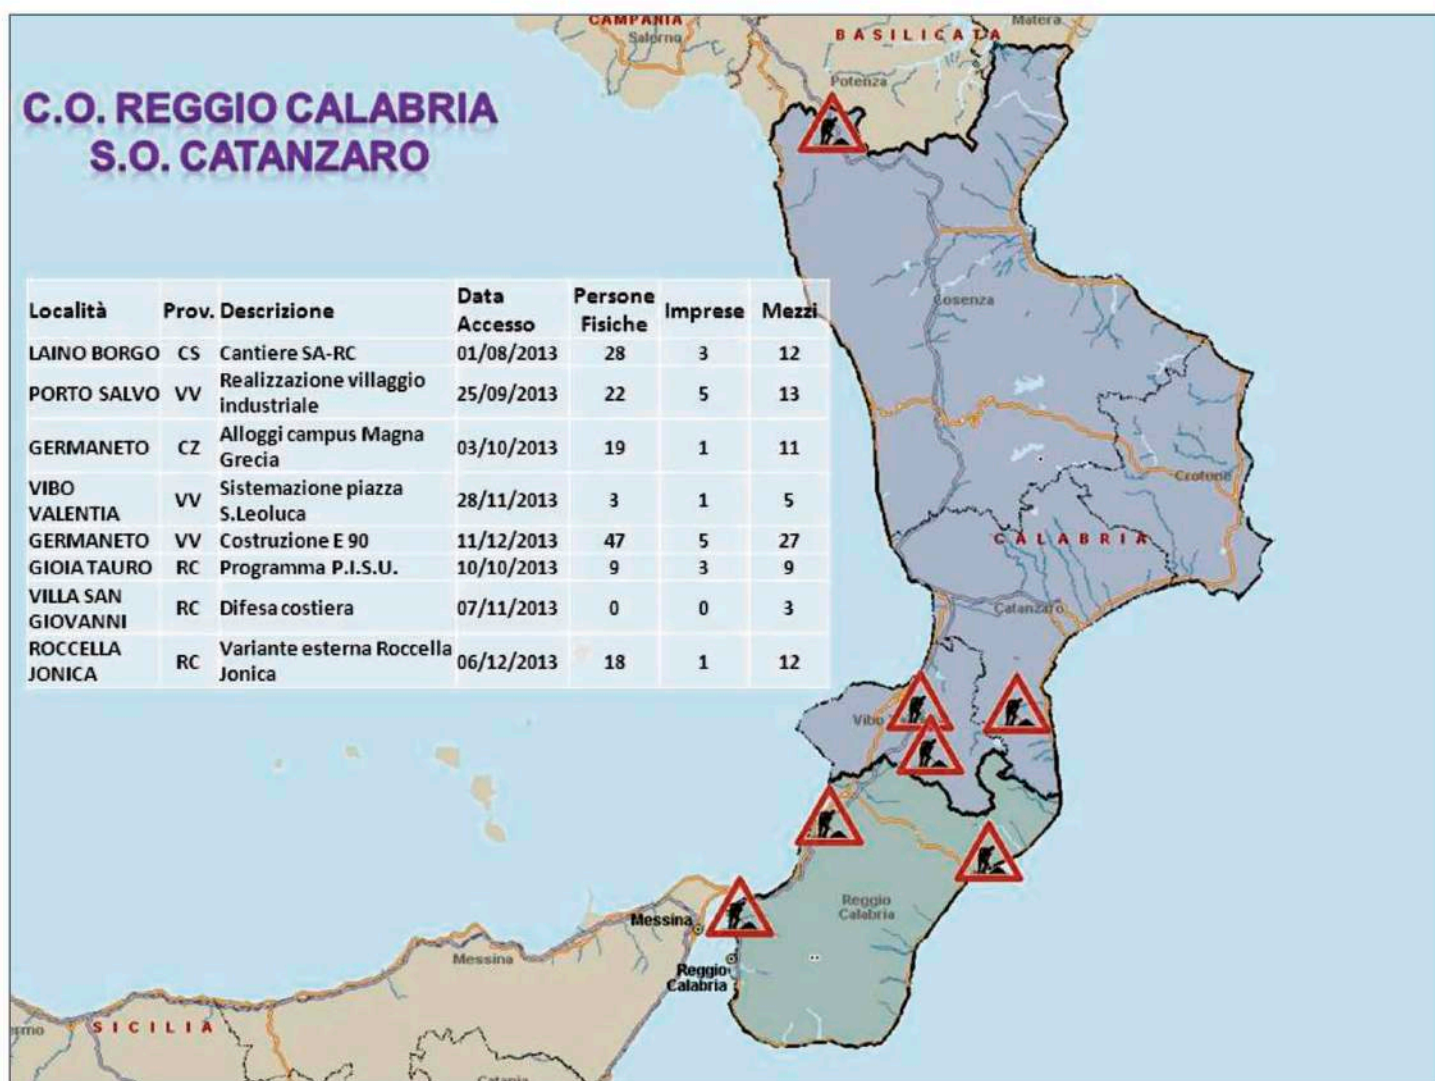 CAMPANIA
Salerno
Matera
BASILICATA
Potenza
C.O. REGGIO CALABRIA
S.O. CATANZARO
Località Prov. Descrizione Data Accesso Persone Fisiche Imprese Mezzi
LAINO BORGO CS Cantiere SA-RC 01/08/2013 28 3 12
PORTO SALVO VV Realizzazione villaggio industriale 25/09/2013 22 5 13
GERMANETO CZ Alloggi campus Magna Grecia 03/10/2013 19 1 11
VIBO VALENTIA VV Sistemazione piazza S.Leoluca 28/11/2013 3 1 5
GERMANETO VV Costruzione E 90 11/12/2013 47 5 27
GIOIA TAURO RC Programma P.I.S.U. 10/10/2013 9 3 9
VILLA SAN GIOVANNI RC Difesa costiera 07/11/2013 0 0 3
ROCCELLA JONICA RC Variante esterna Roccella Jonica 06/12/2013 18 1 12
Cosenza
Crotone
CALABRIA
Catanzaro
Vibo
Reggio
Calabria
Messina
Messina
Reggio
Calabria
SICILIA
Catania